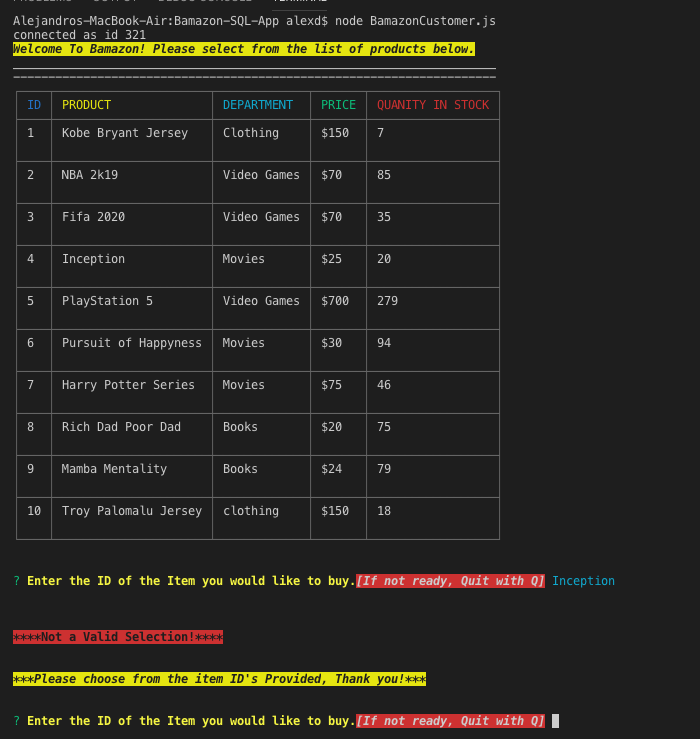 Alejandros-MacBook-Air:Bamazon-SQL-App alexd$ node BamazonCustomer.js
connected as id 321
Welcome To Bamazon! Please select from the list of products below.
ID PRODUCT DEPARTMENT PRICE QUANITY IN STOCK
1 Kobe Bryant Jersey Clothing $150 7
2 NBA 2k19 Video Games $70 85
3 Fifa 2020 Video Games $70 35
4 Inception Movies $25 20
5 PlayStation 5 Video Games $700 279
6 Pursuit of Happyness Movies $30 94
7 Harry Potter Series Movies $75 46
8 Rich Dad Poor Dad Books $20 75
9 Mamba Mentality Books $24 79
10 Troy Palomalu Jersey clothing $150 18
? Enter the ID of the Item you would like to buy.[If not ready, Quit with Q] Inception
****Not a Valid Selection!****
***Please choose from the item ID's Provided, Thank you!***
? Enter the ID of the Item you would like to buy.[If not ready, Quit with Q]